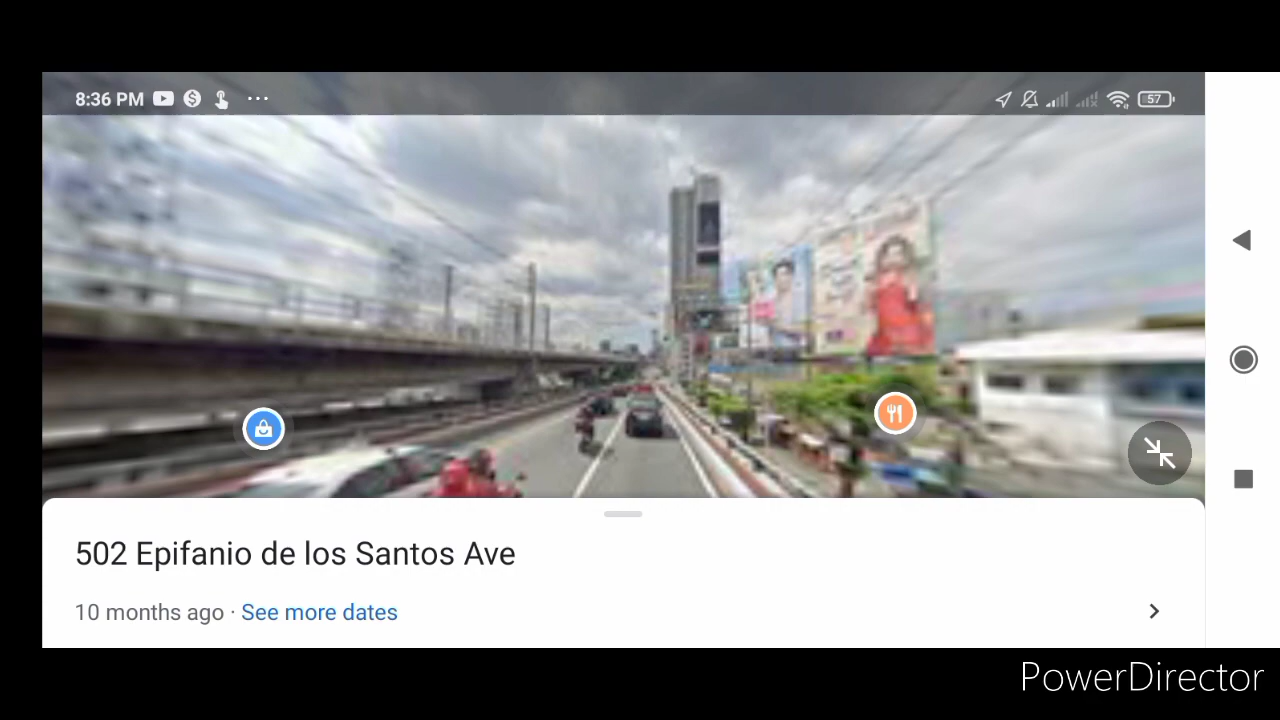 8:36 PM
57
502 Epifanio de los Santos Ave
10 months ago · See more dates
PowerDirector